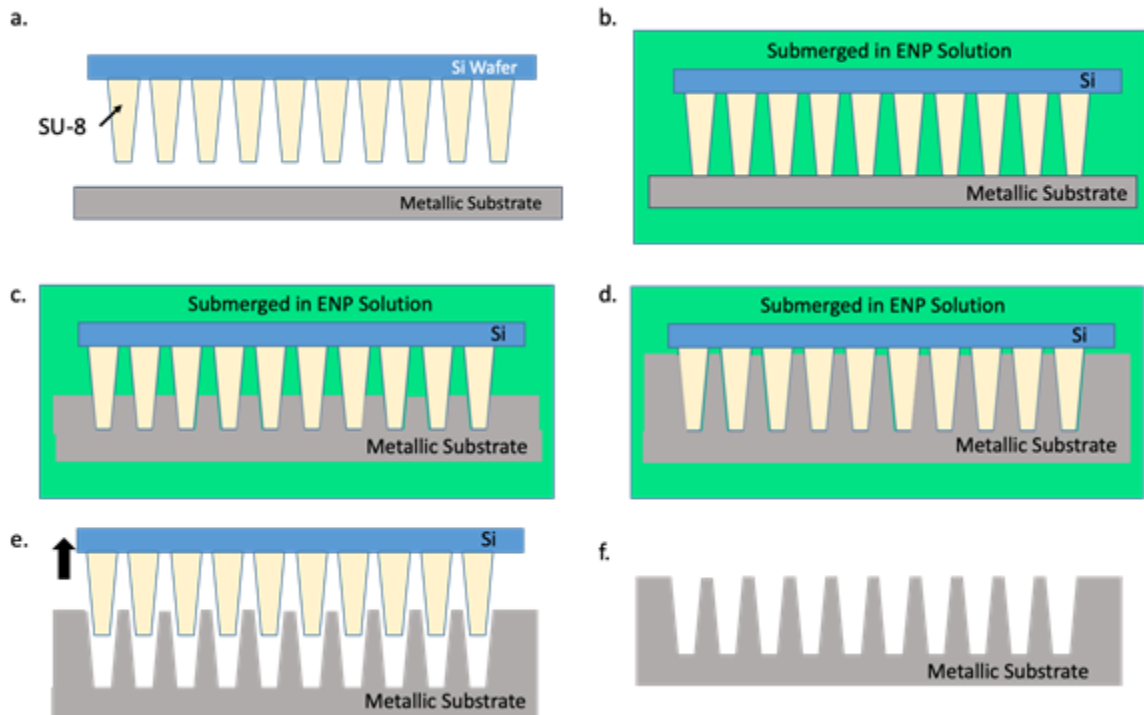 a.
Si Wafer
SU-8
Metallic Substrate
b.
Submerged in ENP Solution
Si
Metallic Substrate
c.
Submerged in ENP Solution
Si
Metallic Substrate
d.
Submerged in ENP Solution
Si
Metallic Substrate
e.
Si
Metallic Substrate
f.
Metallic Substrate